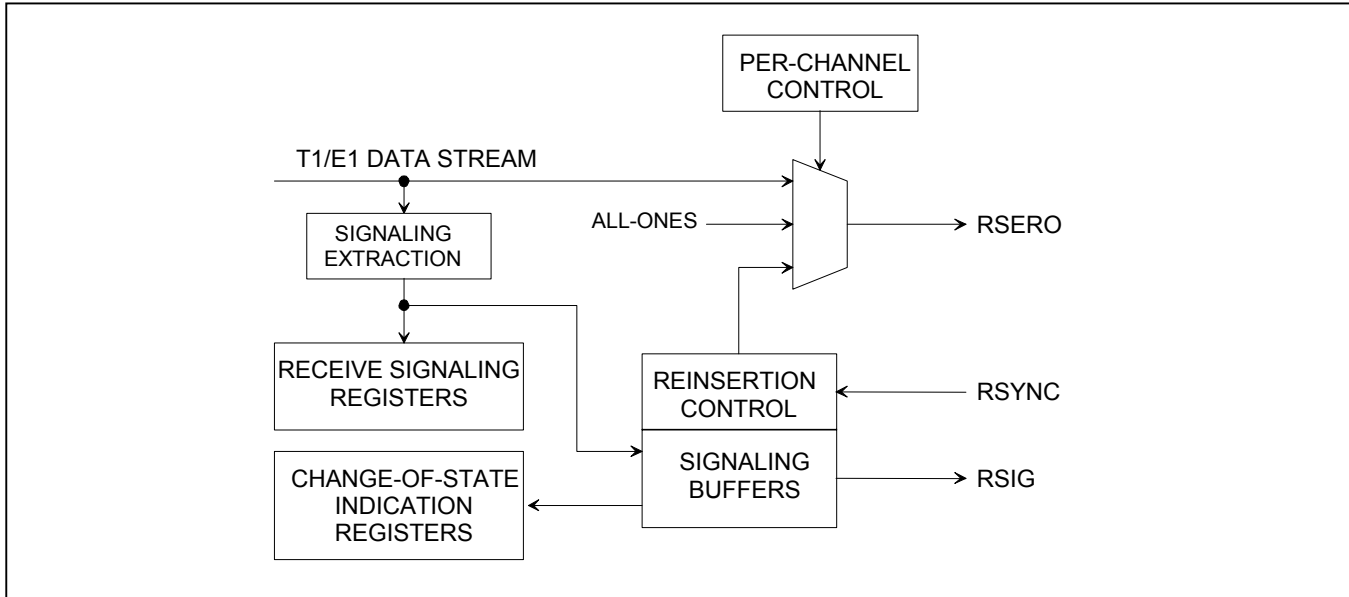 PER-CHANNEL
CONTROL
T1/E1 DATA STREAM
SIGNALING
EXTRACTION
ALL-ONES
RSERO
RECEIVE SIGNALING
REGISTERS
REINSERTION
CONTROL
RSYNC
CHANGE-OF-STATE
INDICATION
REGISTERS
SIGNALING
BUFFERS
RSIG